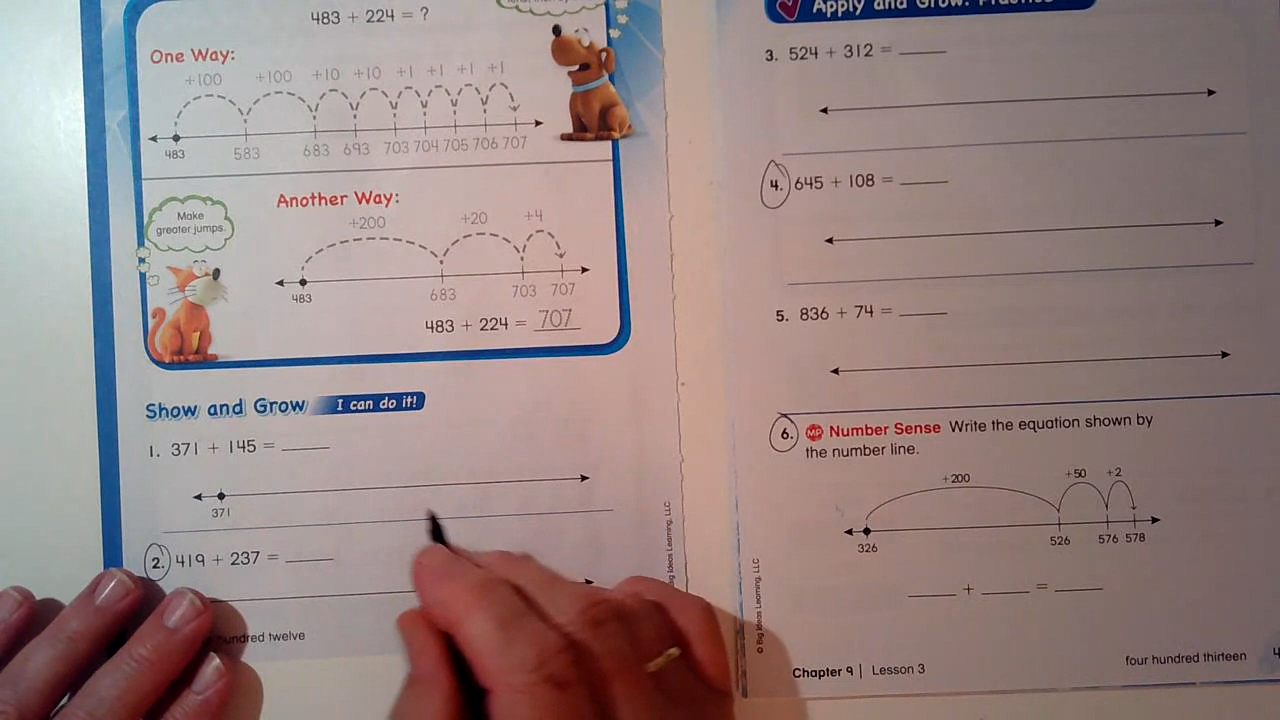 483 + 224 = ?
One Way:
+100 +100 +10 +10 +1 +1 +1 +1
483 583 683 693 703 704 705 706 707
Another Way:
Make
greater jumps.
+200 +20 +4
483 683 703 707
483 + 224 = 707
Show and Grow I can do it!
1. 371 + 145 = ____
371
2. 419 + 237 = ____
hundred twelve
Big Ideas Learning, LLC
Apply and Grow: Practice
3. 524 + 312 = ____
4. 645 + 108 = ____
5. 836 + 74 = ____
6. MP Number Sense Write the equation shown by
the number line.
+200 +50 +2
326 526 576 578
____ + ____ = ____
© Big Ideas Learning, LLC
Chapter 9 | Lesson 3
four hundred thirteen